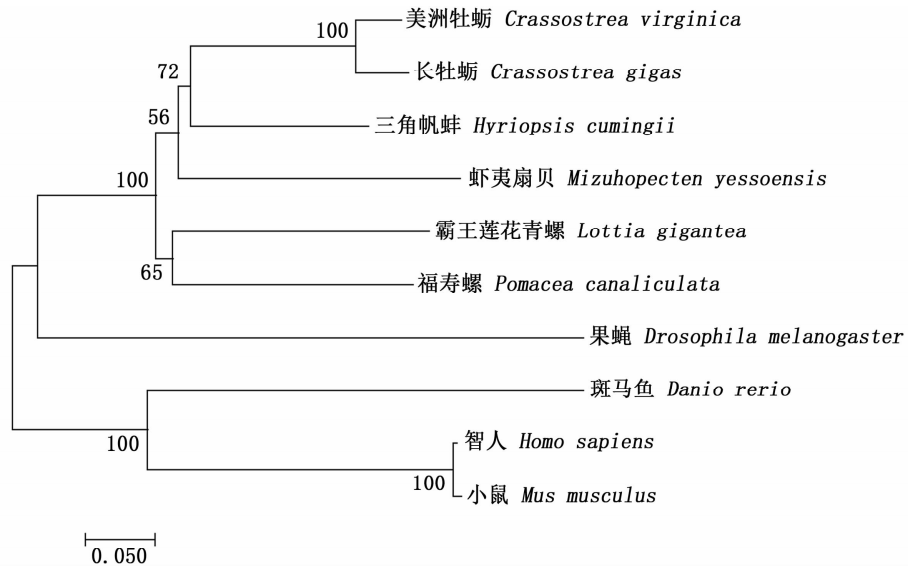 美洲牡蛎 Crassostrea virginica
100
长牡蛎 Crassostrea gigas
72
三角帆蚌 Hyriopsis cumingii
56
虾夷扇贝 Mizuhopecten yessoensis
100
霸王莲花青螺 Lottia gigantea
65
福寿螺 Pomacea canaliculata
果蝇 Drosophila melanogaster
斑马鱼 Danio rerio
100
智人 Homo sapiens
100
小鼠 Mus musculus
0.050